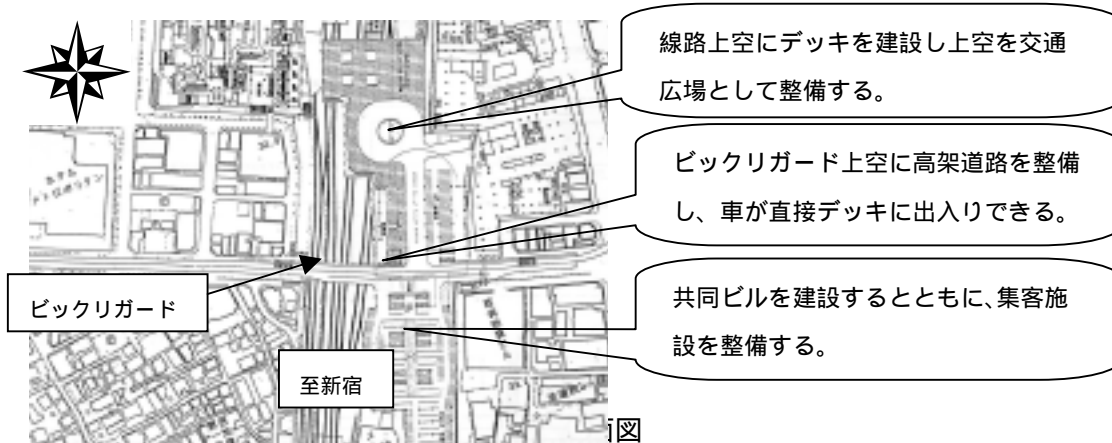 線路上空にデッキを建設し上空を交通
広場として整備する。
ビックリガード上空に高架道路を整備
し、車が直接デッキに出入りできる。
ビックリガード
共同ビルを建設するとともに、集客施
設を整備する。
至新宿
図